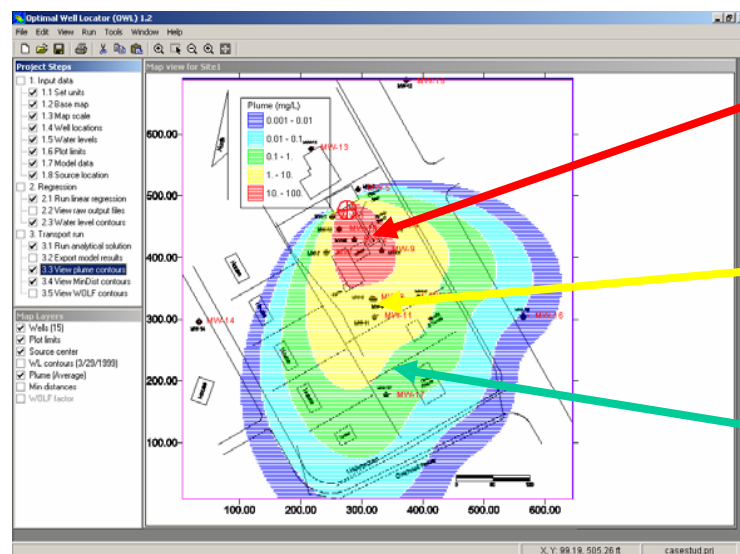 Optimal Well Locator (OWL) 1.2
File Edit View Run Tools Window Help
Project Steps
1. Input data
1.1 Set units
1.2 Base map
1.3 Map scale
1.4 Well locations
1.5 Water levels
1.6 Plot limits
1.7 Model data
1.8 Source location
2. Regression
2.1 Run linear regression
2.2 View raw output files
2.3 Water level contours
3. Transport run
3.1 Run analytical solution
3.2 Export model results
3.3 View plume contours
3.4 View MinDist contours
3.5 View WOLF contours
Map Layers
Wells (15)
Plot limits
Source center
WL contours (3/29/1999)
Plume (Average)
Min distances
WOLF factor
Map view for Site1
Plume (mg/L)
0.001 - 0.01
0.01 - 0.1
0.1 - 1.
1. - 10.
10. - 100.
MW-13
MW-9
MW-11
MW-14
MW-16
600.00
500.00
400.00
300.00
200.00
100.00
100.00 200.00 300.00 400.00 500.00 600.00
X, Y: 99.19, 505.26 ft
casestud.prj